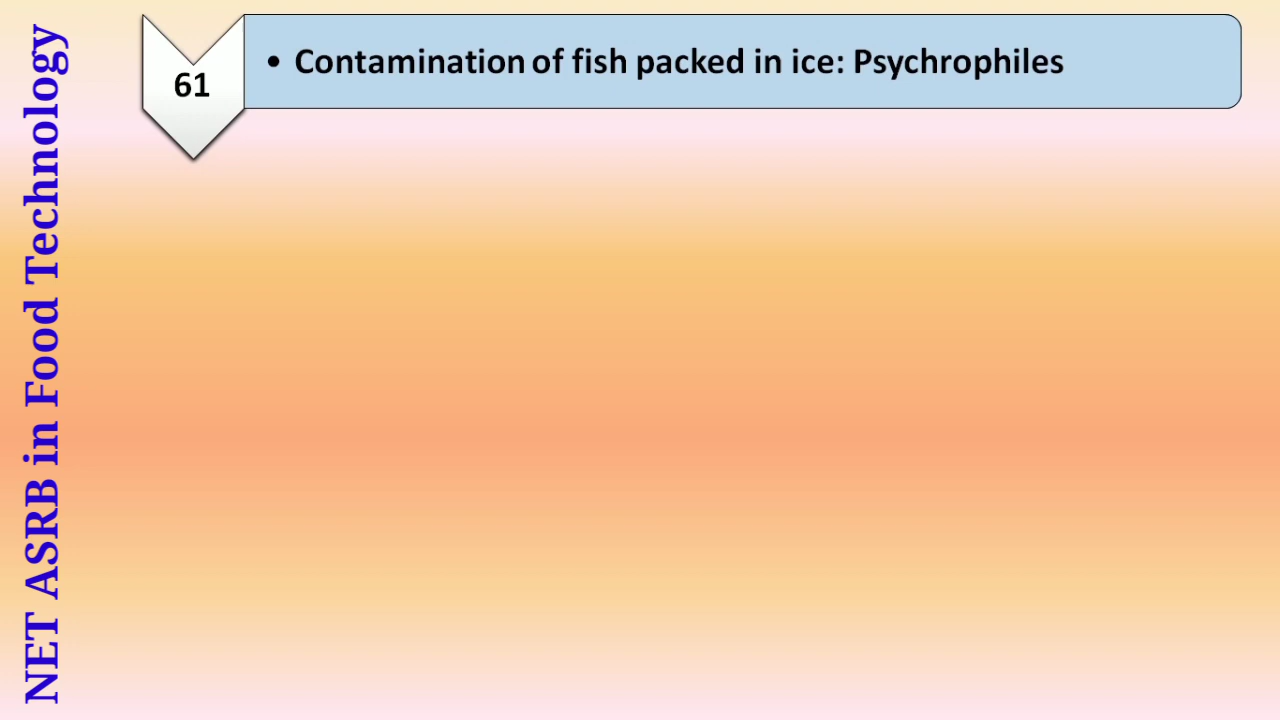 NET ASRB in Food Technology
61
• Contamination of fish packed in ice: Psychrophiles